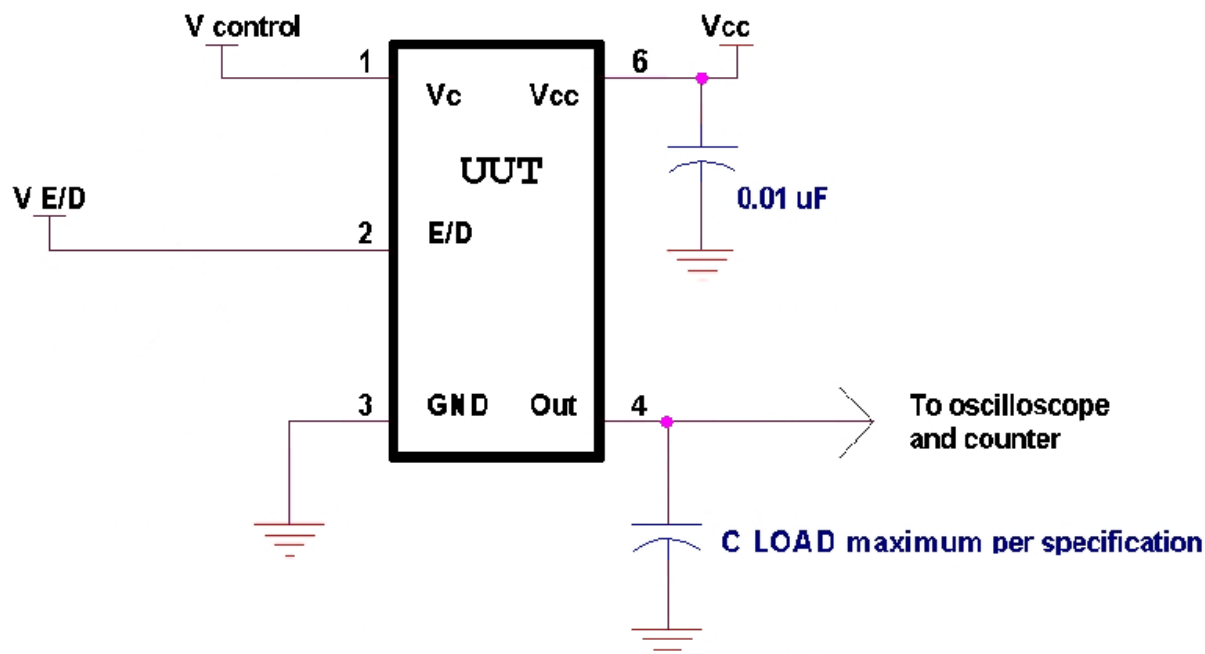 V control
Vcc
1
6
Vc
Vcc
UUT
V E/D
0.01 uF
2
E/D
3
GND
Out
4
To oscilloscope
and counter
C LOAD maximum per specification